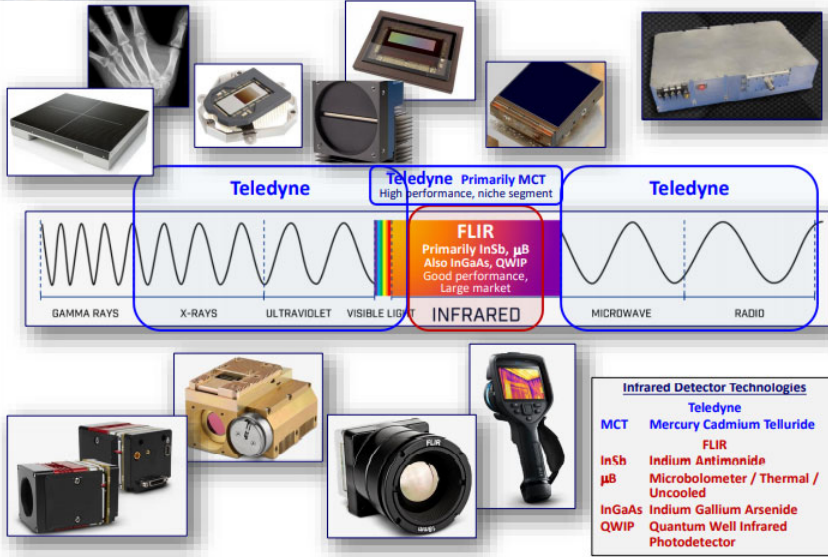 Teledyne
Teledyne Primarily MCT
High performance, niche segment
Teledyne
FLIR
Primarily InSb, µB
Also InGaAs, QWIP
Good performance,
Large market
GAMMA RAYS
X-RAYS
ULTRAVIOLET
VISIBLE LIGHT
INFRARED
MICROWAVE
RADIO
FLIR
Infrared Detector Technologies
Teledyne
MCT Mercury Cadmium Telluride
FLIR
InSb Indium Antimonide
µB Microbolometer / Thermal /
Uncooled
InGaAs Indium Gallium Arsenide
QWIP Quantum Well Infrared
Photodetector